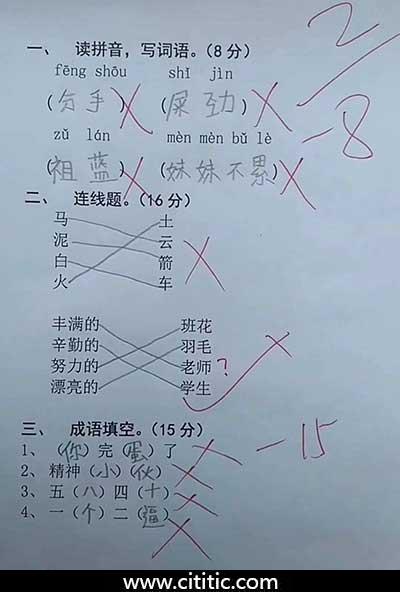 2
-8
一、 读拼音，写词语。（8 分）
fēng shōu shǐ jìn
（分手） （屎劲）
zǔ lán mèn mèn bǔ lè
（祖蓝） （妹妹不累）
二、 连线题。（16 分）
马 土
泥 云
白 箭
火 车
丰满的 班花
辛勤的 羽毛
努力的 老师 ?
漂亮的 学生
三、 成语填空。（15 分）
-15
1、（你）完（蛋）了
2、精神（小）（伙）
3、五（八）四（十）
4、一（个）二（逼）
www.cititic.com